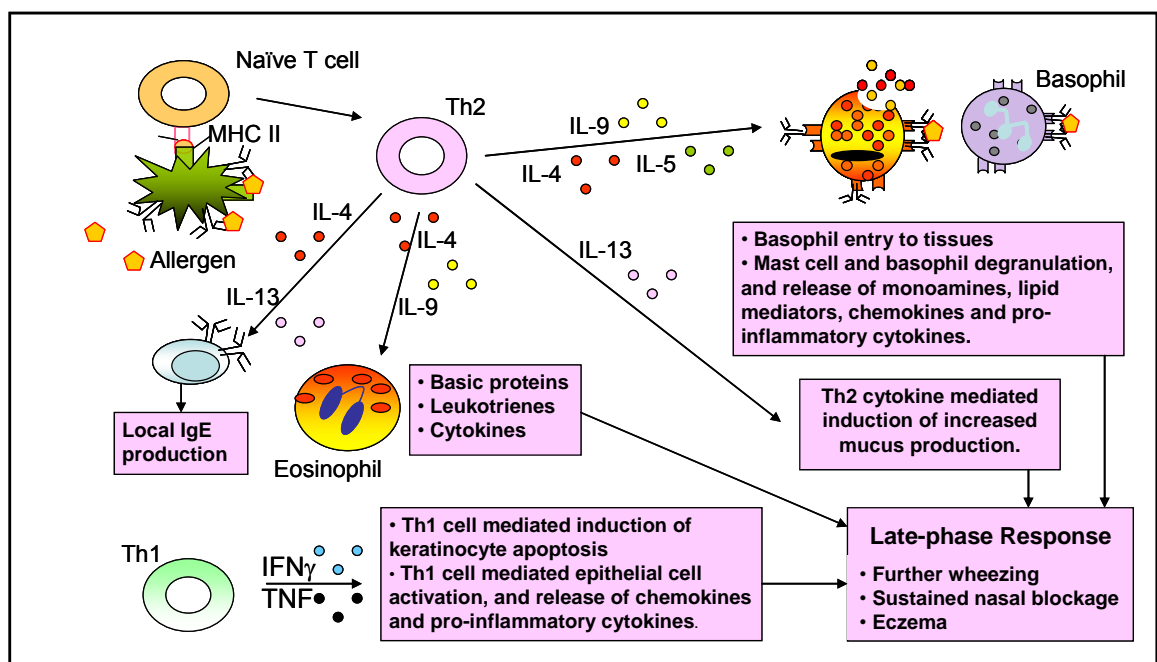 Naïve T cell
MHC II
Allergen
Th2
IL-9
IL-4
IL-5
Basophil
IL-4
IL-13
IL-4
IL-9
IL-13
• Basophil entry to tissues
• Mast cell and basophil degranulation,
and release of monoamines, lipid
mediators, chemokines and pro-
inflammatory cytokines.
Local IgE
production
Eosinophil
• Basic proteins
• Leukotrienes
• Cytokines
Th2 cytokine mediated
induction of increased
mucus production.
Th1
IFNγ
TNF
• Th1 cell mediated induction of
keratinocyte apoptosis
• Th1 cell mediated epithelial cell
activation, and release of chemokines
and pro-inflammatory cytokines.
Late-phase Response
• Further wheezing
• Sustained nasal blockage
• Eczema